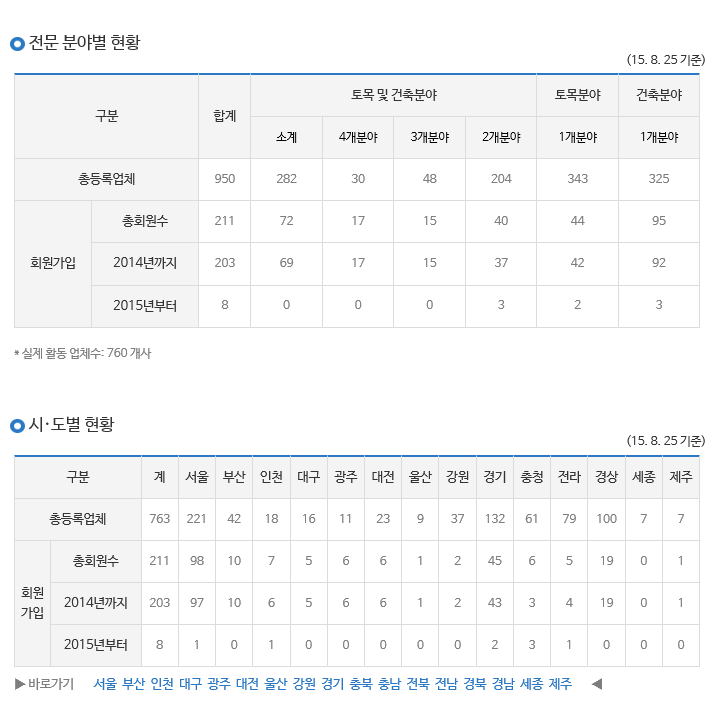 전문 분야별 현황
(15. 8. 25 기준)
구분 합계 토목 및 건축분야 토목분야 건축분야
소계 4개분야 3개분야 2개분야 1개분야 1개분야
총등록업체 950 282 30 48 204 343 325
회원가입 총회원수 211 72 17 15 40 44 95
2014년까지 203 69 17 15 37 42 92
2015년부터 8 0 0 0 3 2 3
* 실제 활동 업체수: 760 개사
시·도별 현황
(15. 8. 25 기준)
구분 계 서울 부산 인천 대구 광주 대전 울산 강원 경기 충청 전라 경상 세종 제주
총등록업체 763 221 42 18 16 11 23 9 37 132 61 79 100 7 7
회원 가입 총회원수 211 98 10 7 5 6 6 1 2 45 6 5 19 0 1
2014년까지 203 97 10 6 5 6 6 1 2 43 3 4 19 0 1
2015년부터 8 1 0 1 0 0 0 0 0 2 3 1 0 0 0
▶ 바로가기 서울 부산 인천 대구 광주 대전 울산 강원 경기 충북 충남 전북 전남 경북 경남 세종 제주 ◀